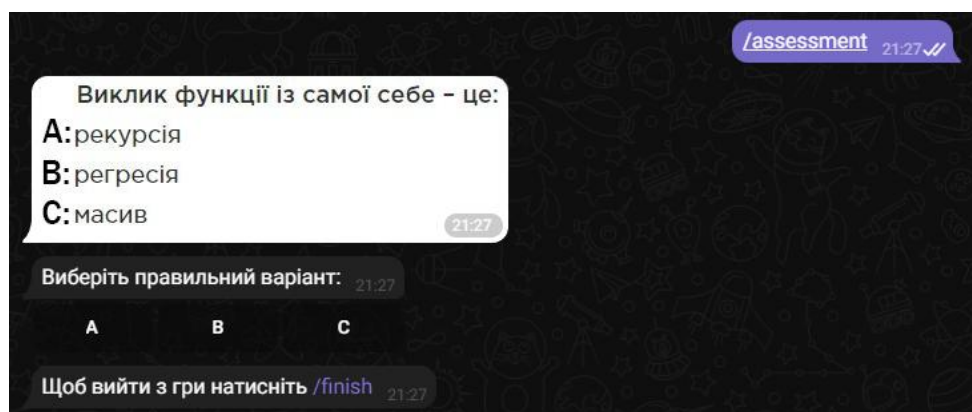 /assessment 21:27
Виклик функції із самої себе – це:
A: рекурсія
B: регресія
C: масив
21:27
Виберіть правильний варіант: 21:27
A B C
Щоб вийти з гри натисніть /finish 21:27